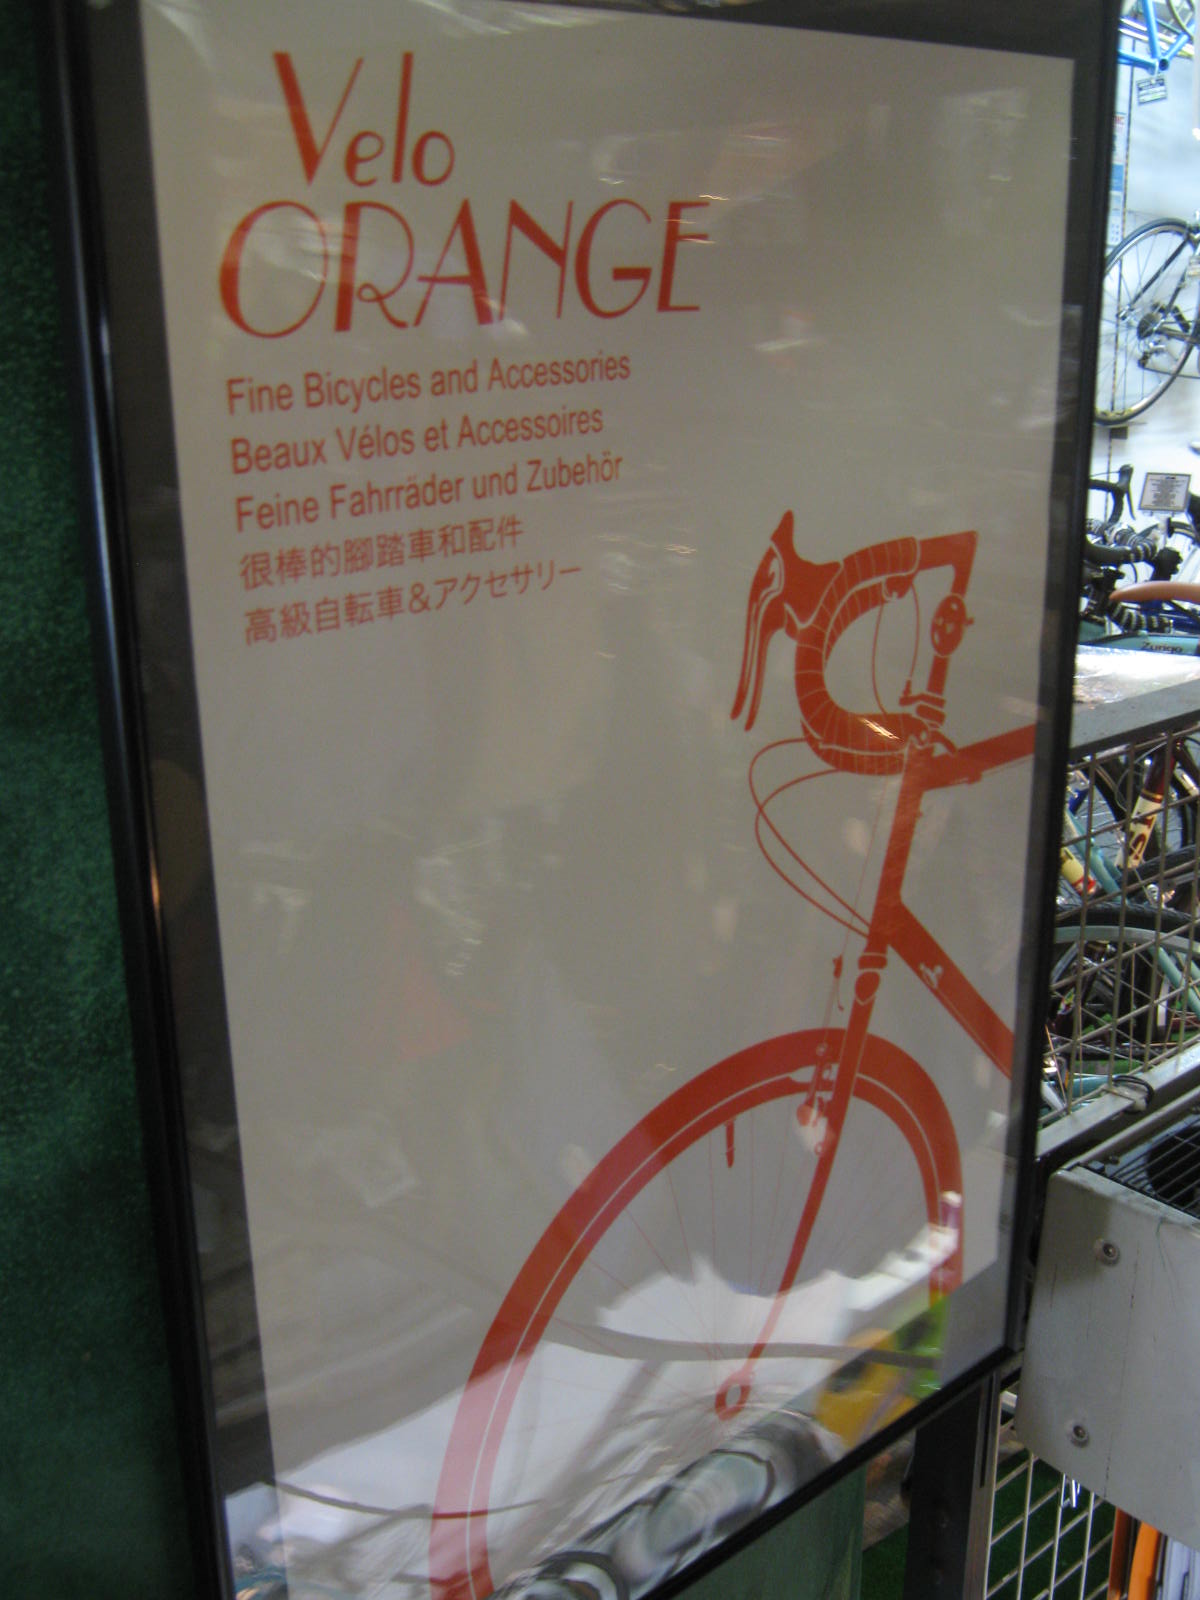 Velo
ORANGE
Fine Bicycles and Accessories
Beaux Vélos et Accessoires
Feine Fahrräder und Zubehör
很棒的腳踏車和配件
高級自転車&アクセサリー
Zurigo